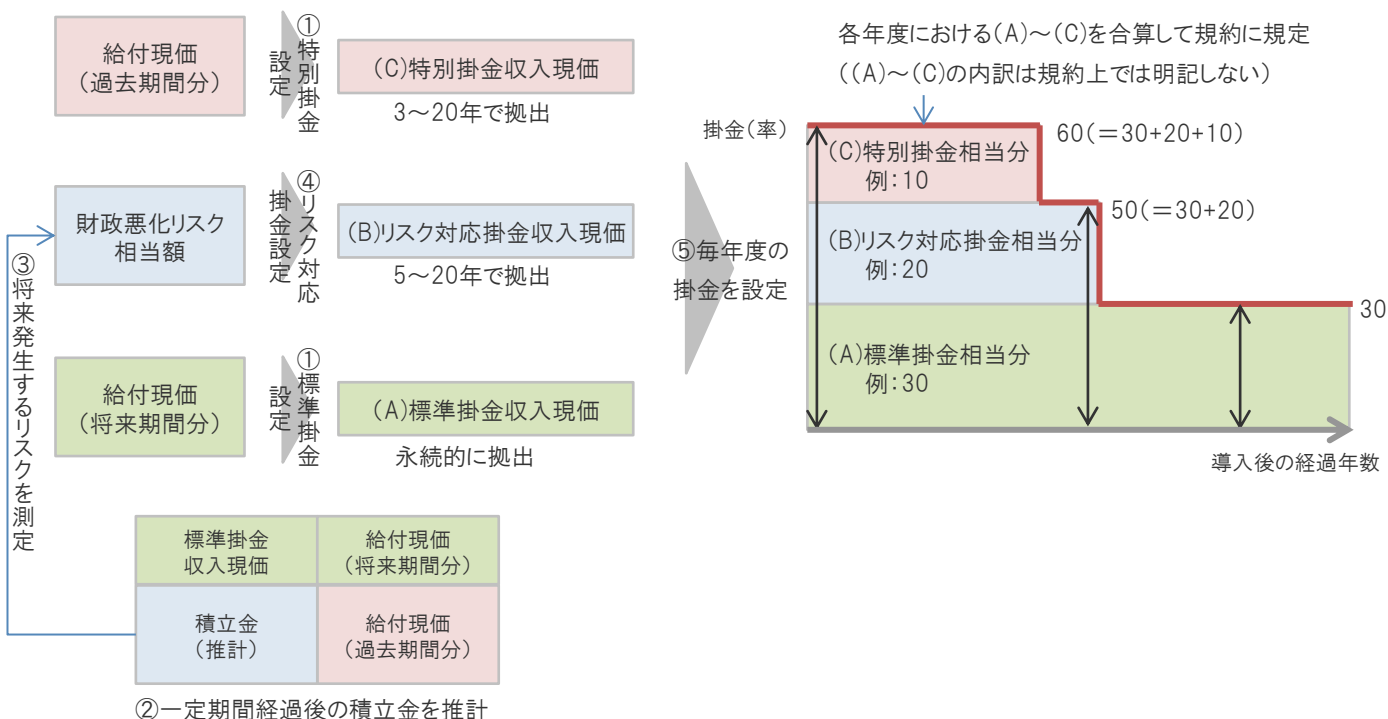 給付現価
(過去期間分)
①特別掛金
設定
(C)特別掛金収入現価
3～20年で拠出
財政悪化リスク
相当額
④リスク対応
掛金設定
(B)リスク対応掛金収入現価
5～20年で拠出
③将来発生するリスクを測定
給付現価
(将来期間分)
①標準掛金
設定
(A)標準掛金収入現価
永続的に拠出
標準掛金
収入現価
給付現価
(将来期間分)
積立金
(推計)
給付現価
(過去期間分)
②一定期間経過後の積立金を推計
⑤毎年度の
掛金を設定
各年度における(A)～(C)を合算して規約に規定
((A)～(C)の内訳は規約上では明記しない)
掛金(率)
60(＝30+20+10)
(C)特別掛金相当分
例：10
50(＝30+20)
(B)リスク対応掛金相当分
例：20
30
(A)標準掛金相当分
例：30
導入後の経過年数